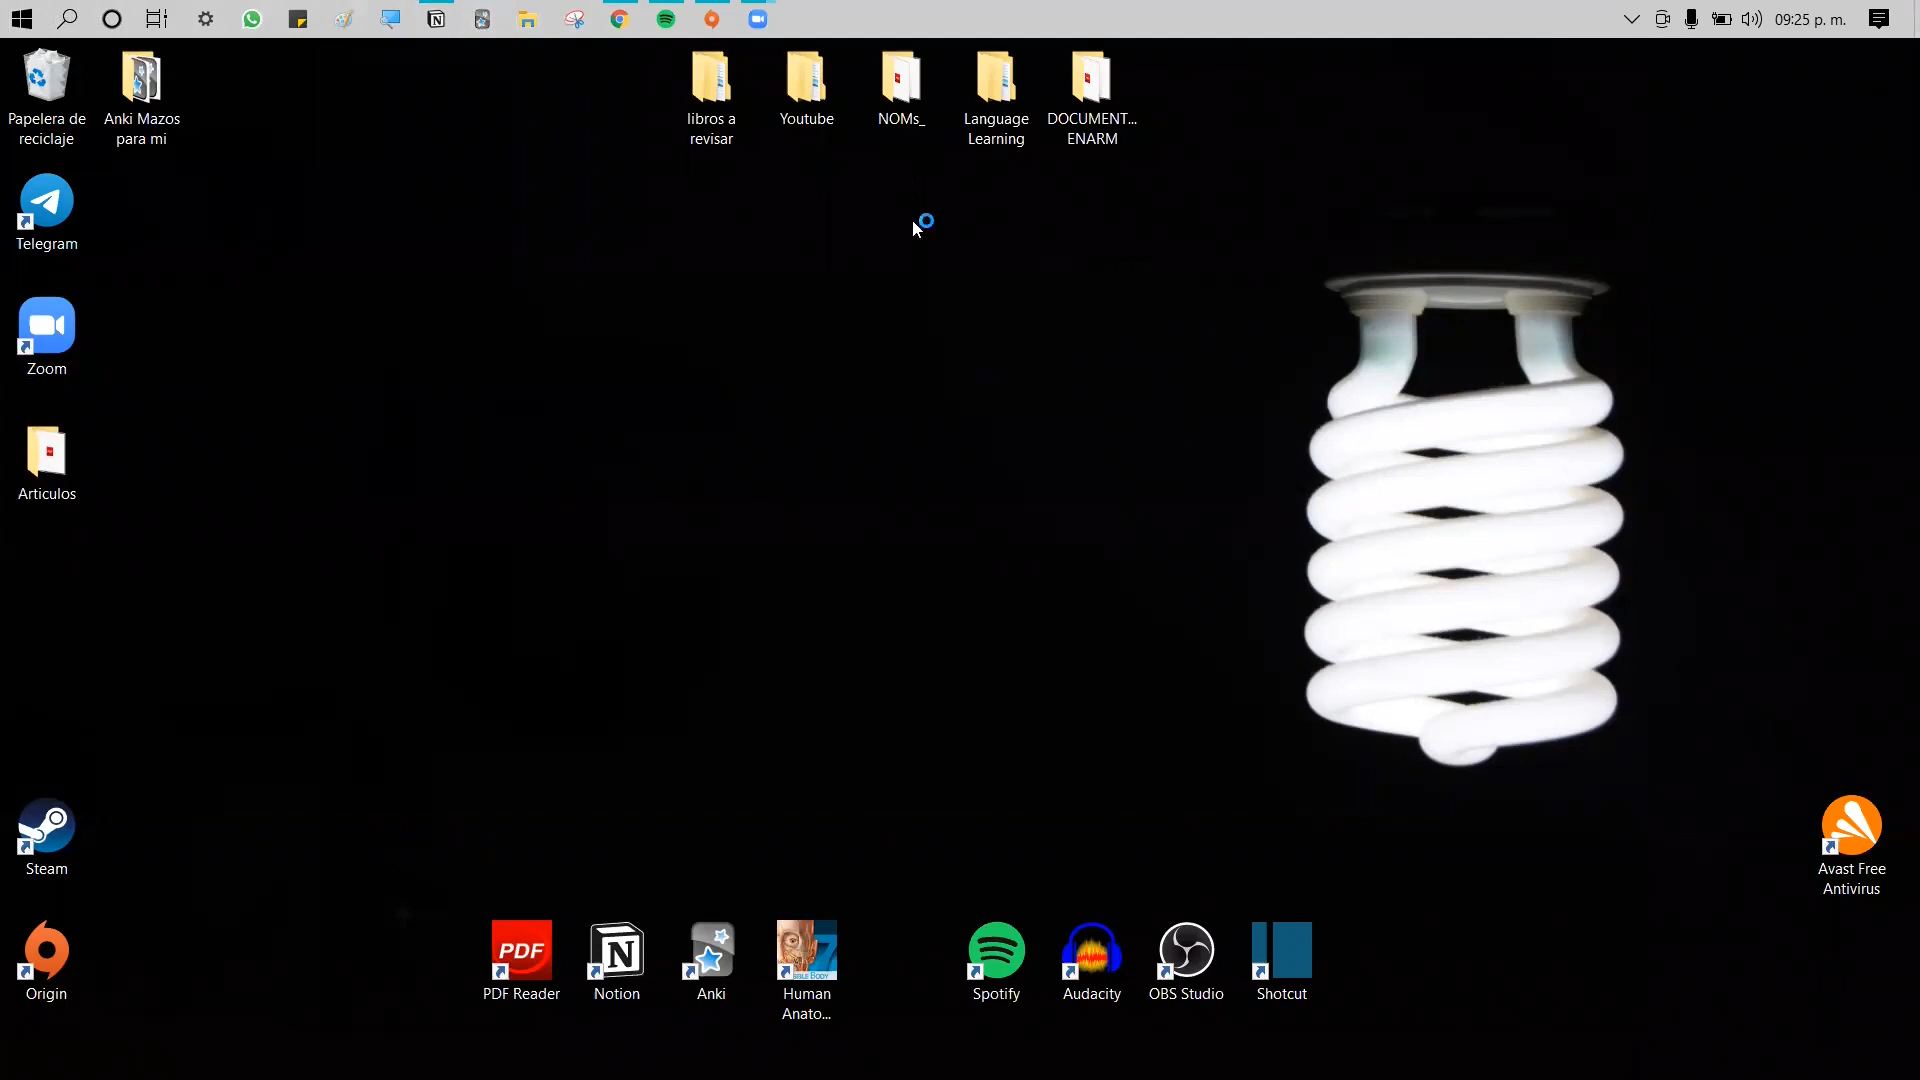 09:25 p. m.
Papelera de
reciclaje
Anki Mazos
para mi
libros a
revisar
Youtube
NOMs_
Language
Learning
DOCUMENT...
ENARM
Telegram
Zoom
Articulos
Steam
Avast Free
Antivirus
Origin
PDF
PDF Reader
N
Notion
Anki
7
Human
Anato...
Spotify
Audacity
OBS Studio
Shotcut